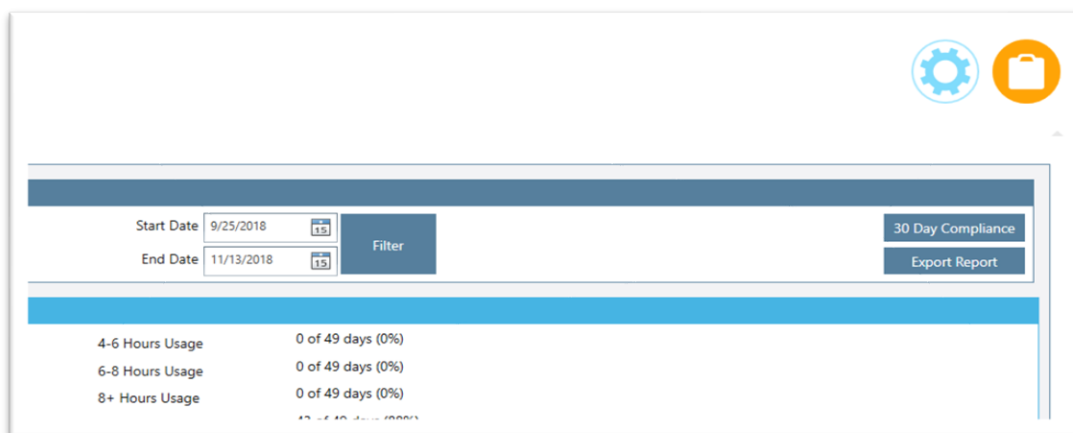 Start Date 9/25/2018 15
End Date 11/13/2018 15
Filter
30 Day Compliance
Export Report
4-6 Hours Usage 0 of 49 days (0%)
6-8 Hours Usage 0 of 49 days (0%)
8+ Hours Usage 0 of 49 days (0%)